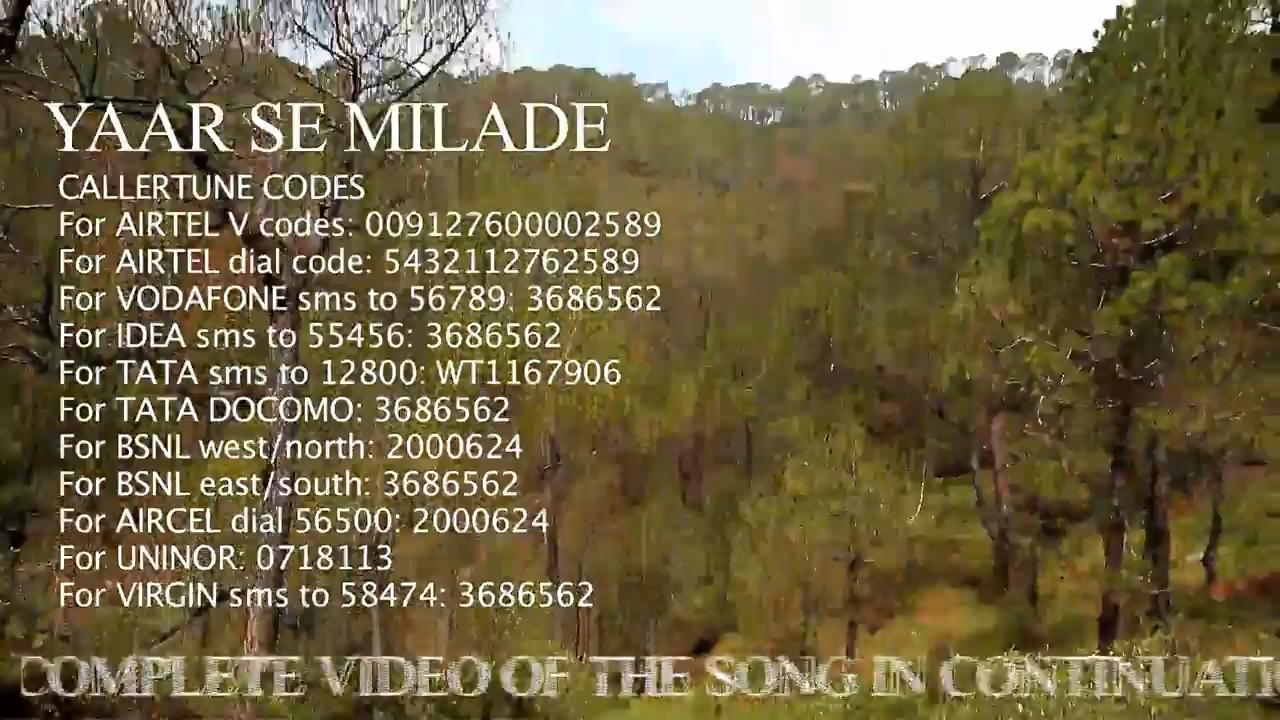 YAAR SE MILADE
CALLERTUNE CODES
For AIRTEL V codes: 009127600002589
For AIRTEL dial code: 5432112762589
For VODAFONE sms to 56789: 3686562
For IDEA sms to 55456: 3686562
For TATA sms to 12800: WT1167906
For TATA DOCOMO: 3686562
For BSNL west/north: 2000624
For BSNL east/south: 3686562
For AIRCEL dial 56500: 2000624
For UNINOR: 0718113
For VIRGIN sms to 58474: 3686562
COMPLETE VIDEO OF THE SONG IN CONTINUATI